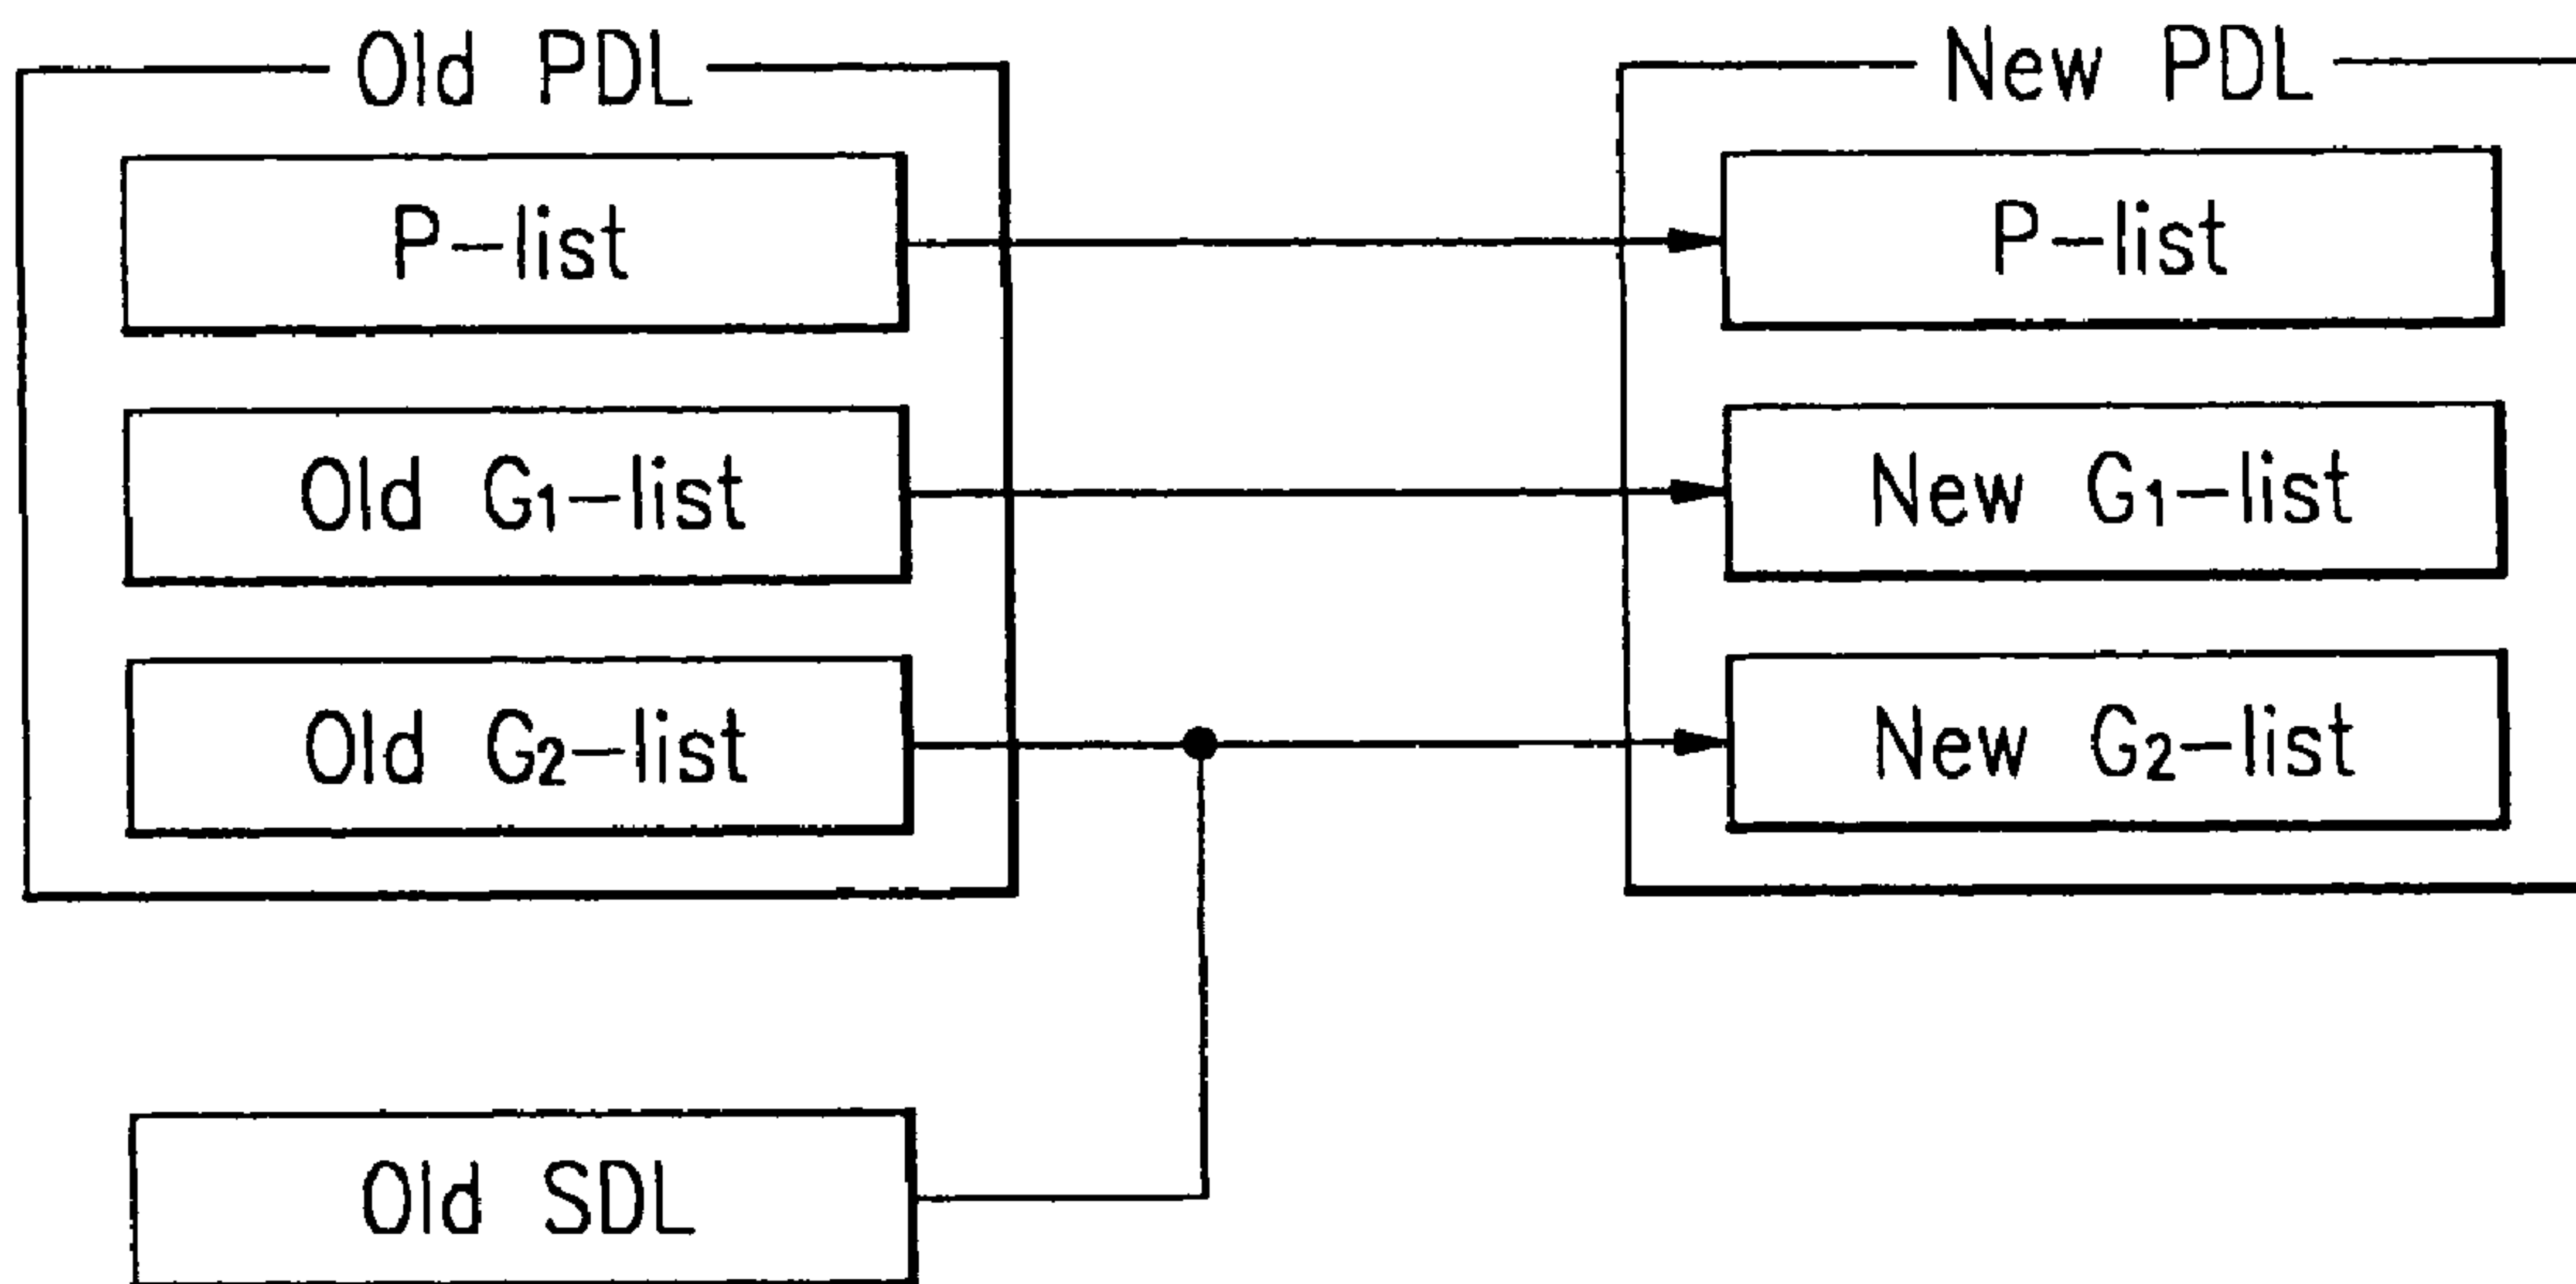 Old PDL
New PDL
P-list
P-list
Old G1-list
New G1-list
Old G2-list
New G2-list
Old SDL